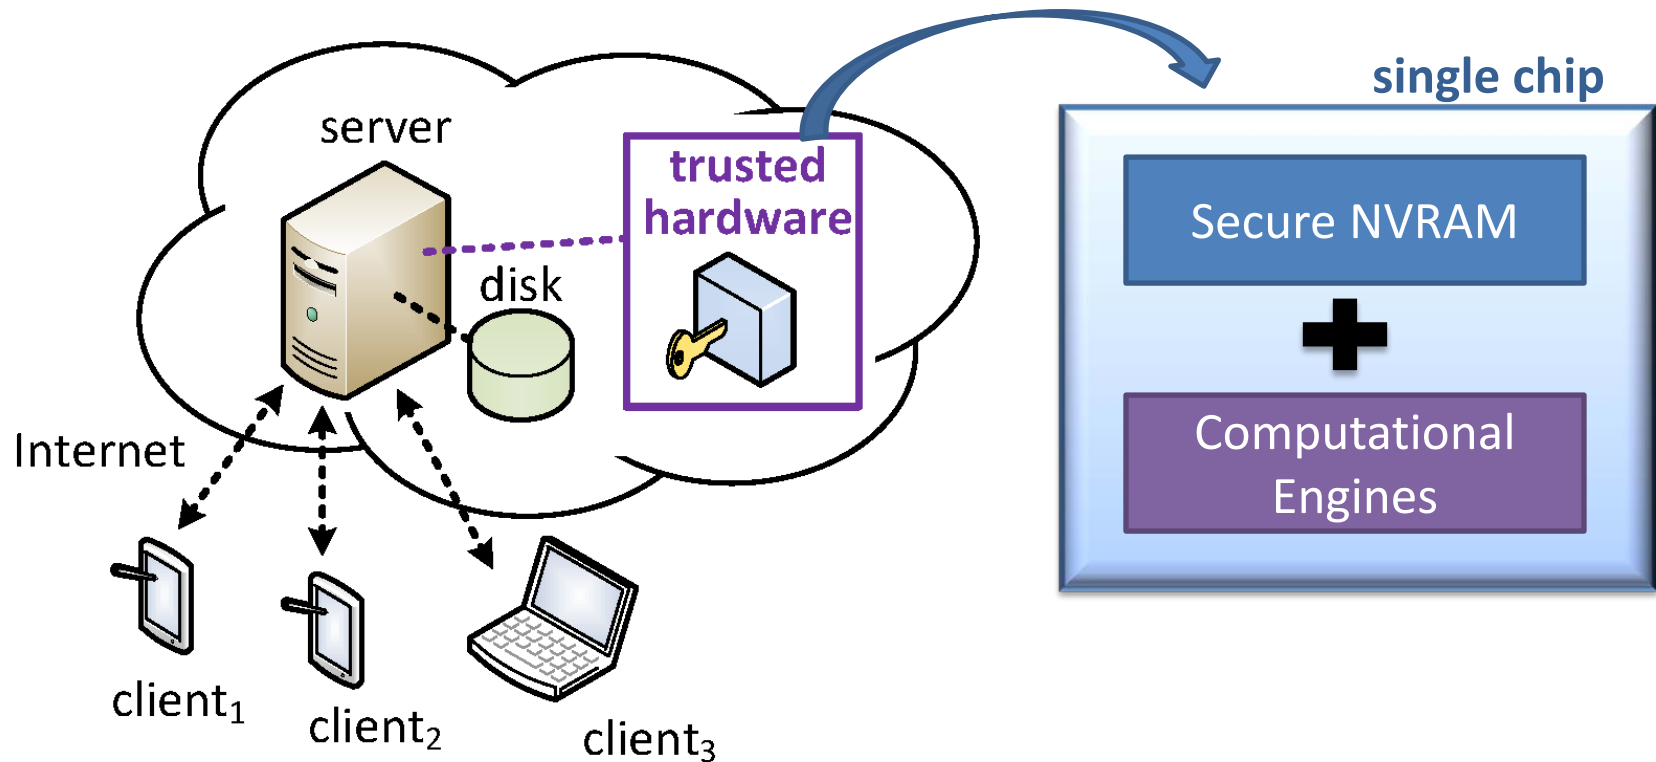 server
trusted
hardware
disk
Internet
client₁
client₂
client₃
single chip
Secure NVRAM
Computational
Engines